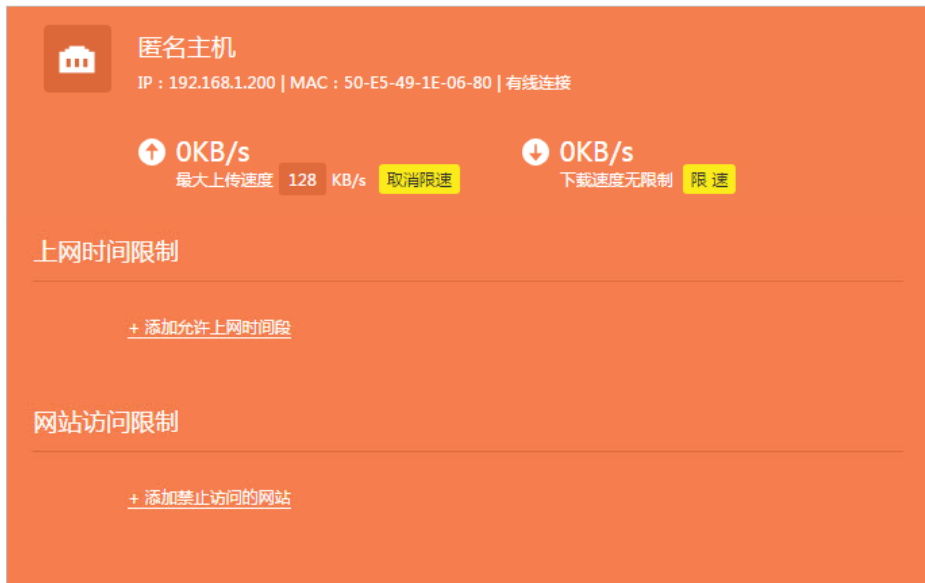 匿名主机
IP：192.168.1.200 | MAC：50-E5-49-1E-06-80 | 有线连接
0KB/s 0KB/s
最大上传速度 128 KB/s 取消限速 下载速度无限制 限 速
上网时间限制
+ 添加允许上网时间段
网站访问限制
+ 添加禁止访问的网站